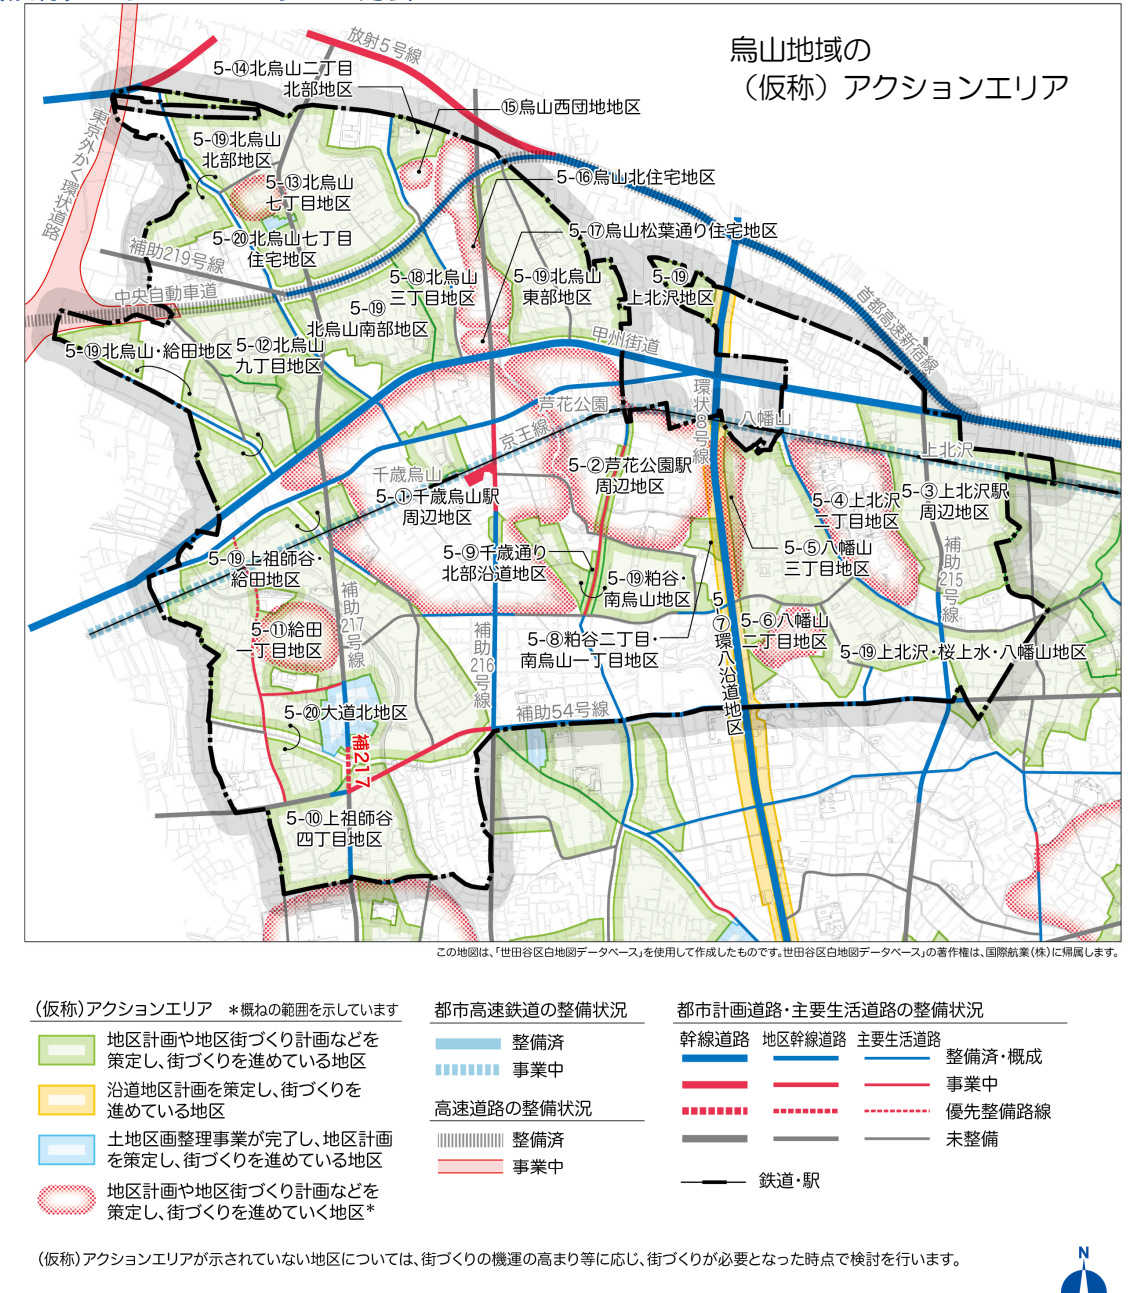 烏山地域の
（仮称）アクションエリア
放射5号線
5-⑭北烏山二丁目
北部地区
⑮烏山西団地地区
東京外かく環状道路
5-⑲北烏山
北部地区
5-⑬北烏山
七丁目地区
5-⑯烏山北住宅地区
5-⑰烏山松葉通り住宅地区
5-⑳北烏山七丁目
住宅地区
補助219号線
中央自動車道
5-⑱北烏山
三丁目地区
5-⑲北烏山
東部地区
5-⑲
上北沢地区
首都高速新宿線
5-⑲
北烏山南部地区
甲州街道
5-⑲北烏山・給田地区
5-⑫北烏山
九丁目地区
環状8号線
芦花公園
八幡山
京王線
上北沢
千歳烏山
5-①千歳烏山駅
周辺地区
5-②芦花公園駅
周辺地区
5-④上北沢
二丁目地区
5-③上北沢駅
周辺地区
5-⑲上祖師谷・
給田地区
5-⑨千歳通り
北部沿道地区
5-⑤八幡山
三丁目地区
5-⑲粕谷・
南烏山地区
補助215号線
補助217号線
5-⑪給田
一丁目地区
補助216号線
5-⑧粕谷二丁目・
南烏山一丁目地区
5-⑦環八沿道地区
5-⑥八幡山
二丁目地区
5-⑲上北沢・桜上水・八幡山地区
5-⑳大道北地区
補助54号線
補217
5-⑩上祖師谷
四丁目地区
この地図は、「世田谷区白地図データベース」を使用して作成したものです。世田谷区白地図データベース」の著作権は、国際航業（株）に帰属します。
（仮称）アクションエリア ＊概ねの範囲を示しています
地区計画や地区街づくり計画などを
策定し、街づくりを進めている地区
沿道地区計画を策定し、街づくりを
進めている地区
土地区画整理事業が完了し、地区計画
を策定し、街づくりを進めている地区
地区計画や地区街づくり計画などを
策定し、街づくりを進めていく地区＊
都市高速鉄道の整備状況
整備済
事業中
高速道路の整備状況
整備済
事業中
都市計画道路・主要生活道路の整備状況
幹線道路 地区幹線道路 主要生活道路
整備済・概成
事業中
優先整備路線
未整備
鉄道・駅
（仮称）アクションエリアが示されていない地区については、街づくりの機運の高まり等に応じ、街づくりが必要となった時点で検討を行います。
N